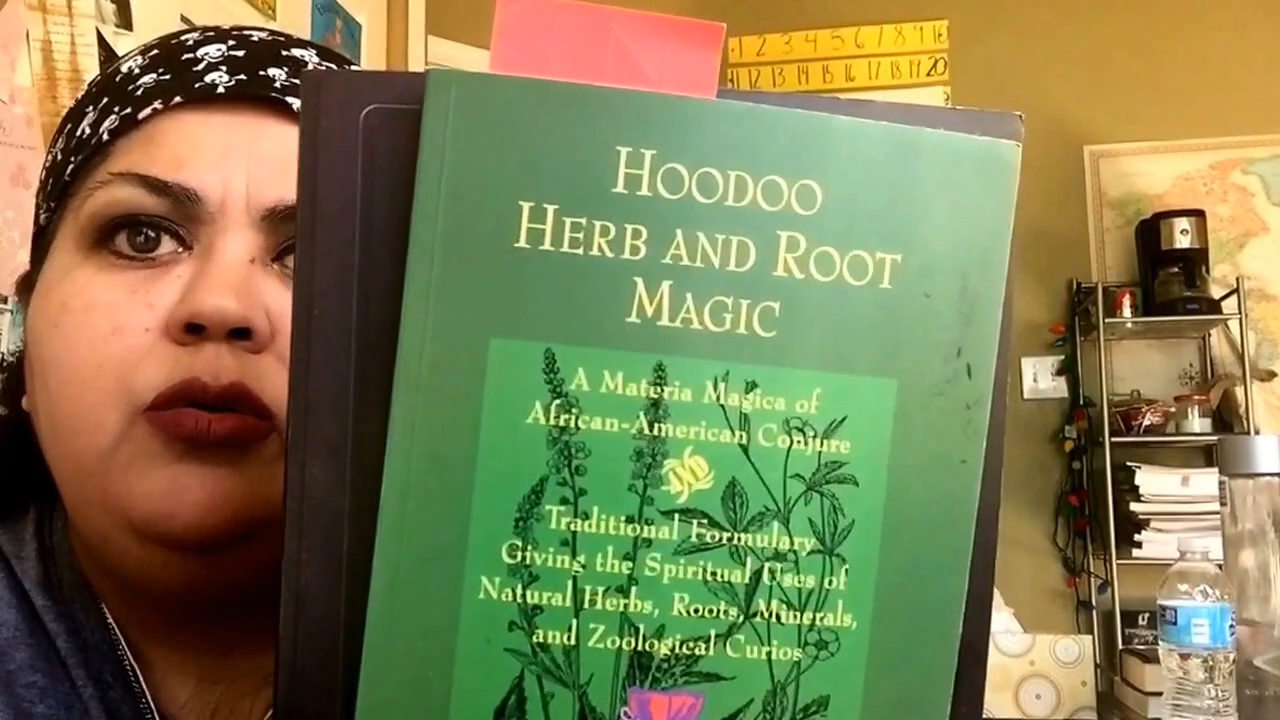 1 2 3 4 5 6 7 8 9 10
11 12 13 14 15 16 17 18 19 20
HOODOO
HERB AND ROOT
MAGIC
A Materia Magica of
African-American Conjure
Traditional Formulary
Giving the Spiritual Uses of
Natural Herbs, Roots, Minerals,
and Zoological Curios